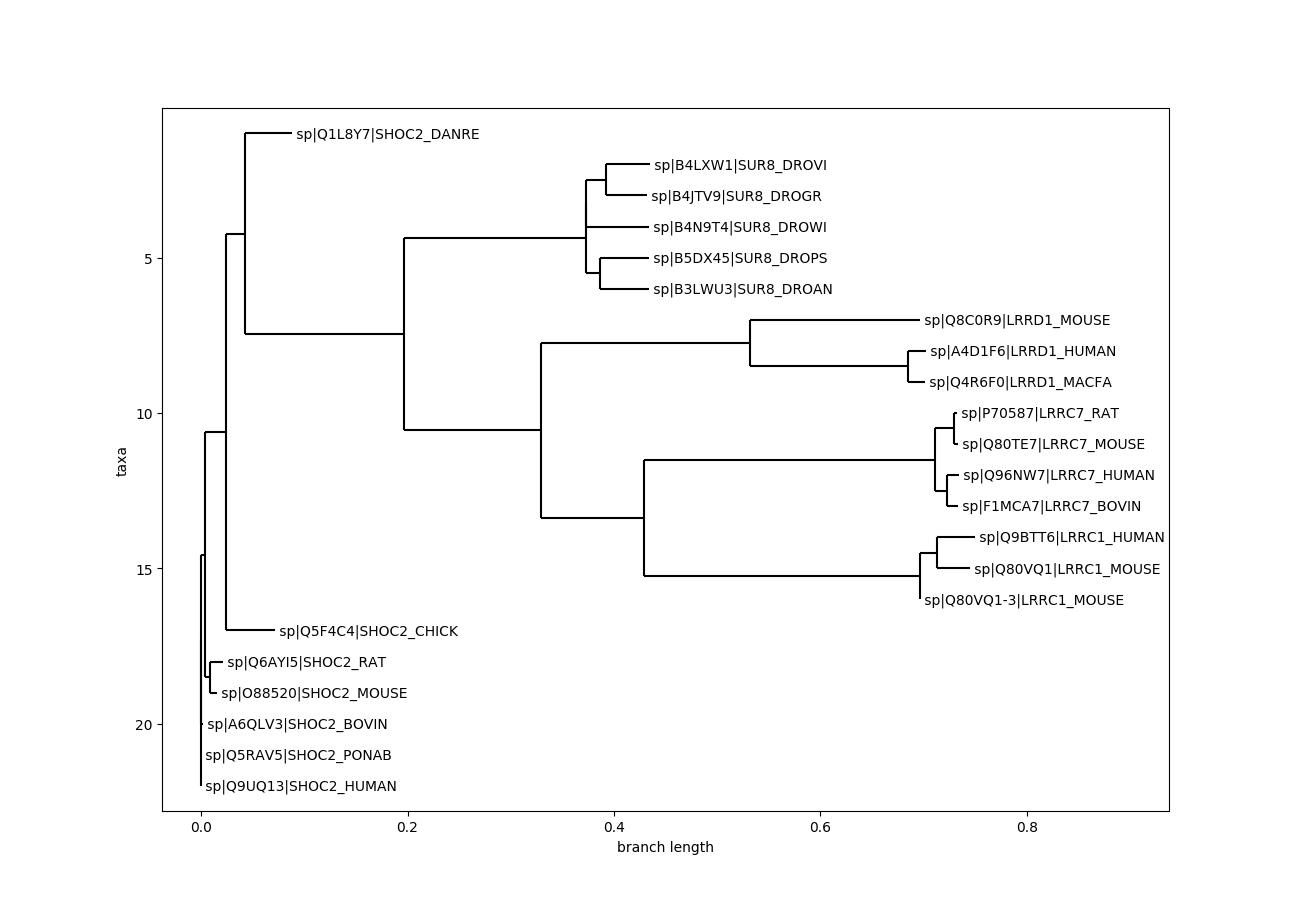 sp|Q1L8Y7|SHOC2_DANRE
sp|B4LXW1|SUR8_DROVI
sp|B4JTV9|SUR8_DROGR
sp|B4N9T4|SUR8_DROWI
5
sp|B5DX45|SUR8_DROPS
sp|B3LWU3|SUR8_DROAN
sp|Q8C0R9|LRRD1_MOUSE
sp|A4D1F6|LRRD1_HUMAN
sp|Q4R6F0|LRRD1_MACFA
10
sp|P70587|LRRC7_RAT
sp|Q80TE7|LRRC7_MOUSE
taxa
sp|Q96NW7|LRRC7_HUMAN
sp|F1MCA7|LRRC7_BOVIN
sp|Q9BTT6|LRRC1_HUMAN
15
sp|Q80VQ1|LRRC1_MOUSE
sp|Q80VQ1-3|LRRC1_MOUSE
sp|Q5F4C4|SHOC2_CHICK
sp|Q6AYI5|SHOC2_RAT
sp|O88520|SHOC2_MOUSE
20
sp|A6QLV3|SHOC2_BOVIN
sp|Q5RAV5|SHOC2_PONAB
sp|Q9UQ13|SHOC2_HUMAN
0.0 0.2 0.4 0.6 0.8
branch length